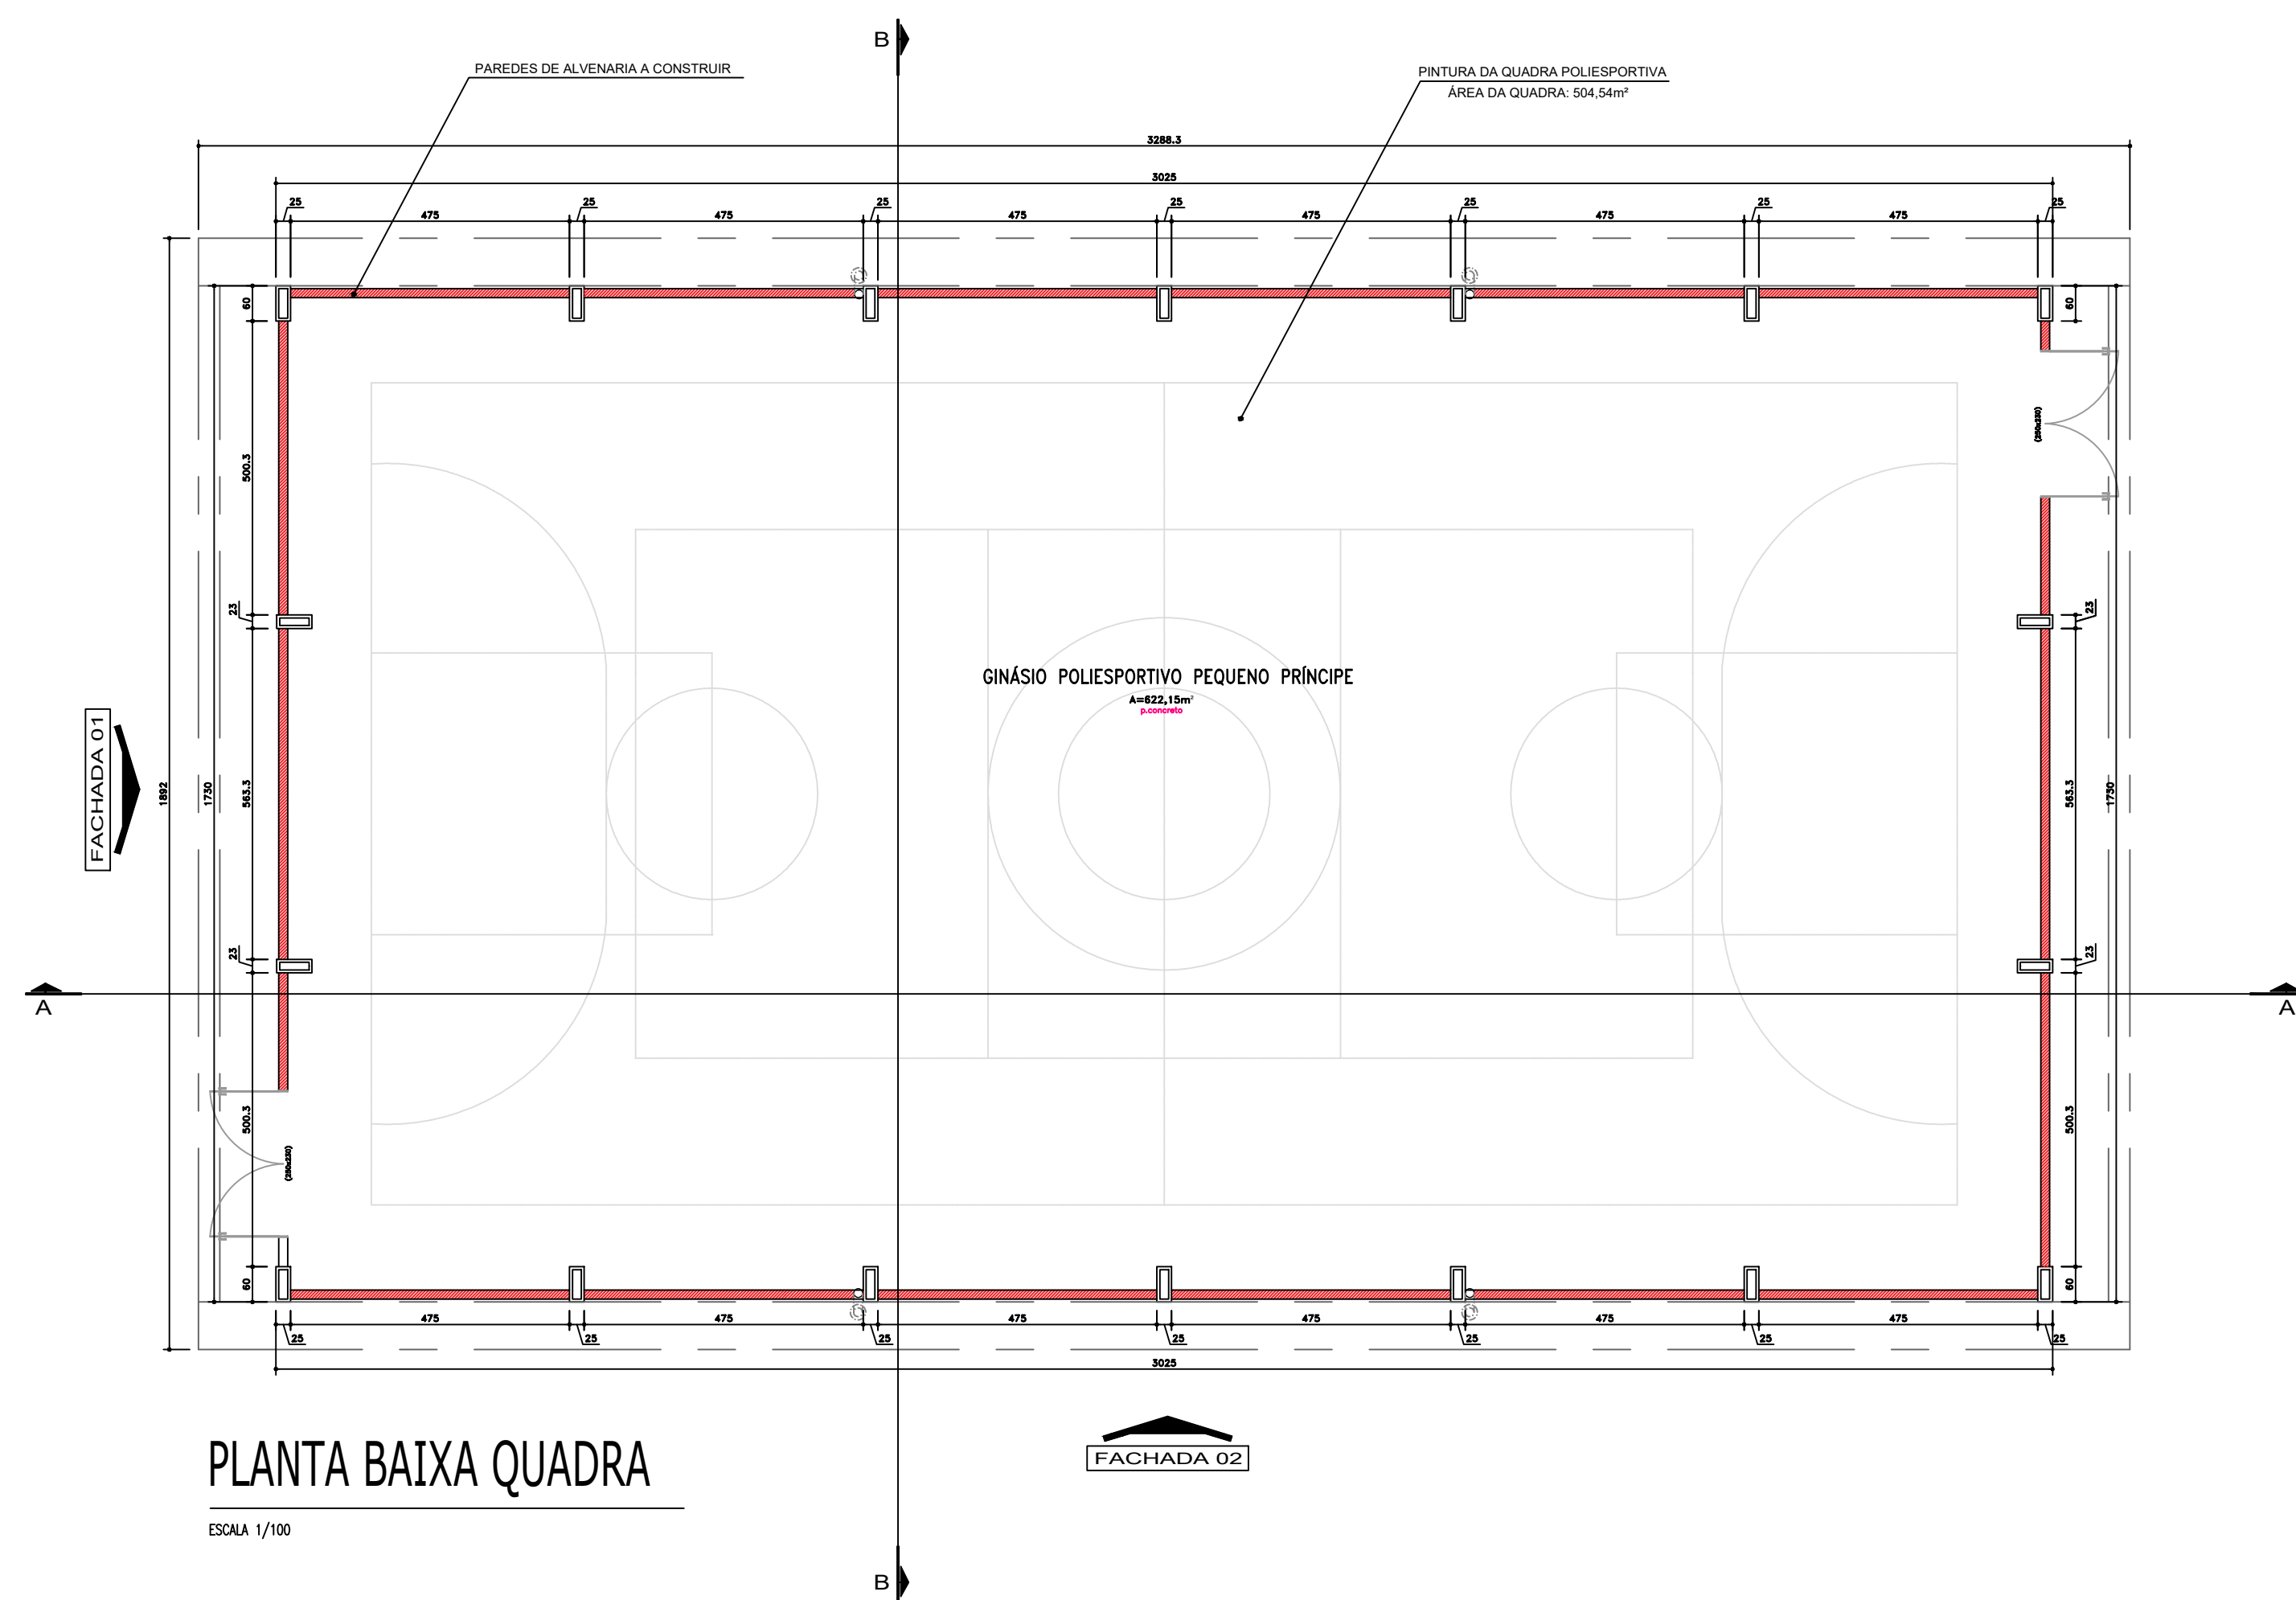 B
PAREDES DE ALVENARIA A CONSTRUIR
PINTURA DA QUADRA POLIESPORTIVA
ÁREA DA QUADRA: 504,54m²
3288.3
3025
25 25 25 25 25 25 25
475 475 475 475 475 475
60 60
500.3
(250x230)
23 23
GINÁSIO POLIESPORTIVO PEQUENO PRÍNCIPE
A=622,15m²
p.concreto
FACHADA 01
1892
1730
563.3
563.3
1730
23 23
A A
500.3 500.3
(250x230)
60 60
475 475 475 475 475 475
25 25 25 25 25 25 25
3025
FACHADA 02
PLANTA BAIXA QUADRA
ESCALA 1/100
B